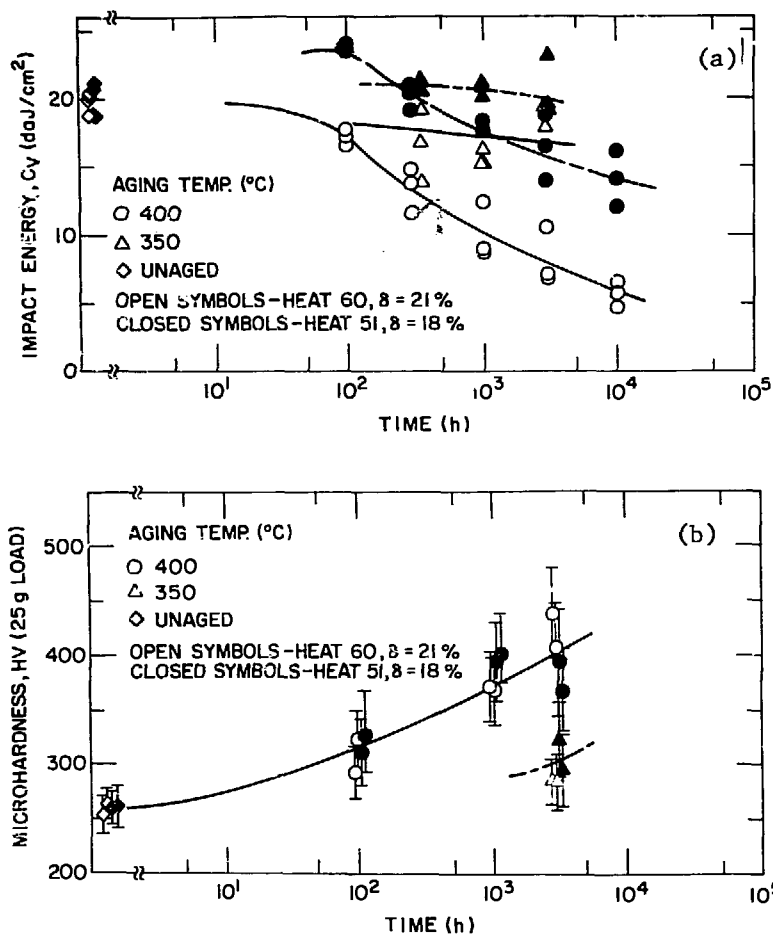 (a)
IMPACT ENERGY, Cv (daJ/cm²)
20
10
0
AGING TEMP. (°C)
○ 400
△ 350
◇ UNAGED
OPEN SYMBOLS-HEAT 60, δ = 21%
CLOSED SYMBOLS-HEAT 51, δ = 18%
10¹ 10² 10³ 10⁴ 10⁵
TIME (h)
(b)
MICROHARDNESS, HV (25g LOAD)
500
400
300
200
AGING TEMP. (°C)
○ 400
△ 350
◇ UNAGED
OPEN SYMBOLS-HEAT 60, δ = 21%
CLOSED SYMBOLS-HEAT 51, δ = 18%
10¹ 10² 10³ 10⁴
TIME (h)